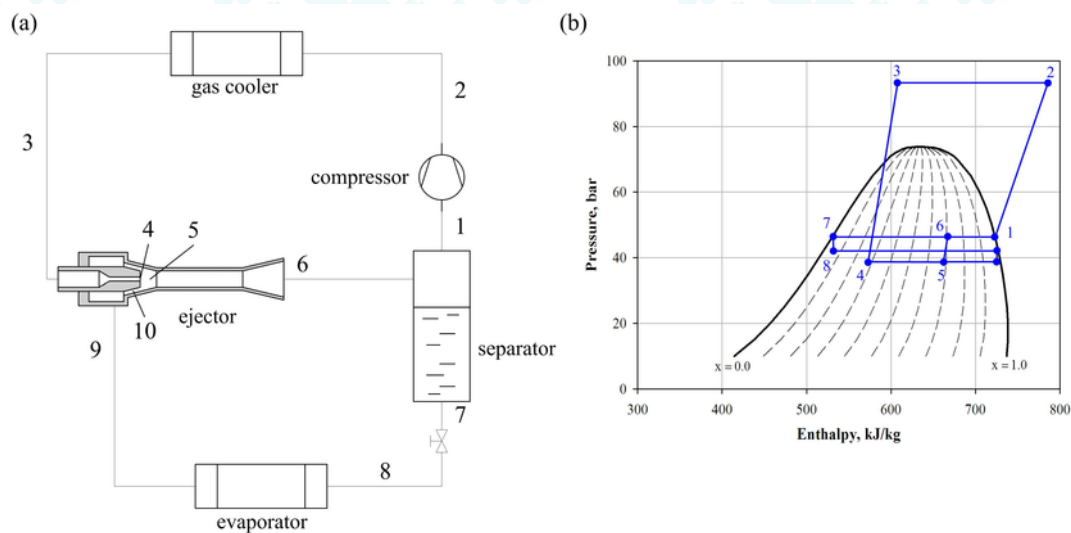 (a)
gas cooler
2
3
compressor
1
4
5
6
ejector
10
9
separator
7
8
evaporator
(b)
100
80
60
40
20
0
Pressure, bar
3
2
7
6
1
8
4
5
x = 0.0
x = 1.0
300
400
500
600
700
800
Enthalpy, kJ/kg